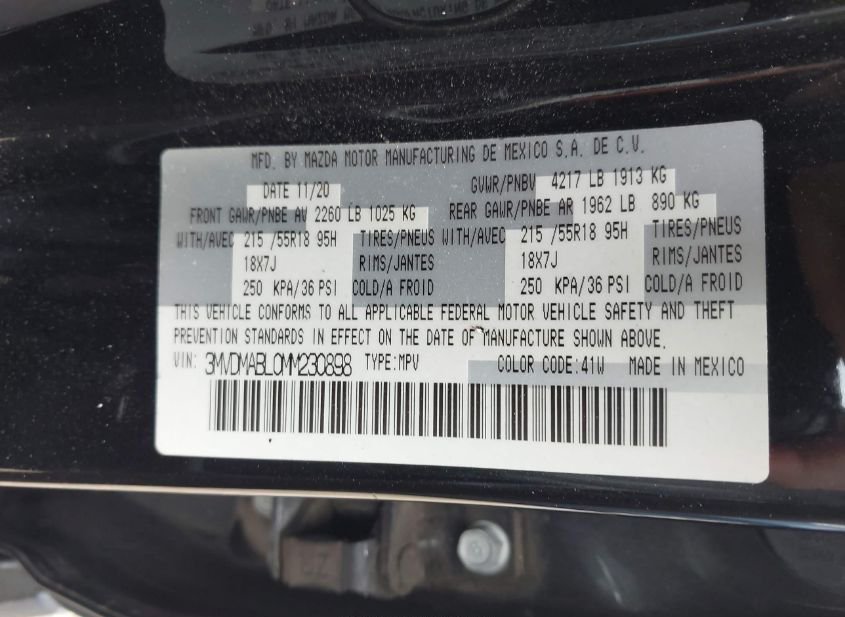 MFD. BY MAZDA MOTOR MANUFACTURING DE MEXICO S.A. DE C.V.
DATE 11/20 GVWR/PNBV 4217 LB 1913 KG
FRONT GAWR/PNBE AV 2260 LB 1025 KG REAR GAWR/PNBE AR 1962 LB 890 KG
WITH/AVEC 215 /55R18 95H TIRES/PNEUS WITH/AVEC 215 /55R18 95H TIRES/PNEUS
18X7J RIMS/JANTES 18X7J RIMS/JANTES
250 KPA/36 PSI COLD/A FROID 250 KPA/36 PSI COLD/A FROID
THIS VEHICLE CONFORMS TO ALL APPLICABLE FEDERAL MOTOR VEHICLE SAFETY AND THEFT
PREVENTION STANDARDS IN EFFECT ON THE DATE OF MANUFACTURE SHOWN ABOVE.
VIN: 3MVDMABL0MM230898 TYPE:MPV COLOR CODE:41W MADE IN MEXICO